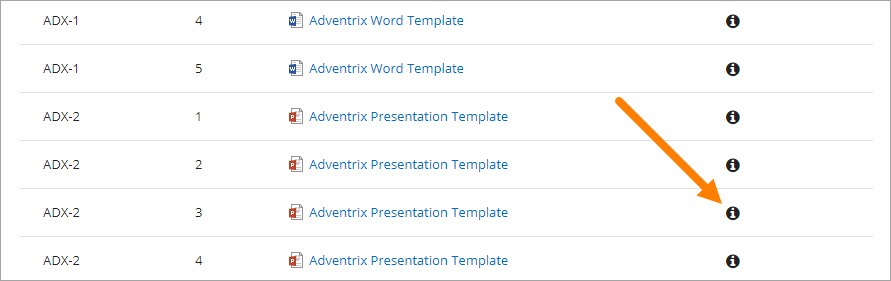 ADX-1 4 Adventrix Word Template
ADX-1 5 Adventrix Word Template
ADX-2 1 Adventrix Presentation Template
ADX-2 2 Adventrix Presentation Template
ADX-2 3 Adventrix Presentation Template
ADX-2 4 Adventrix Presentation Template